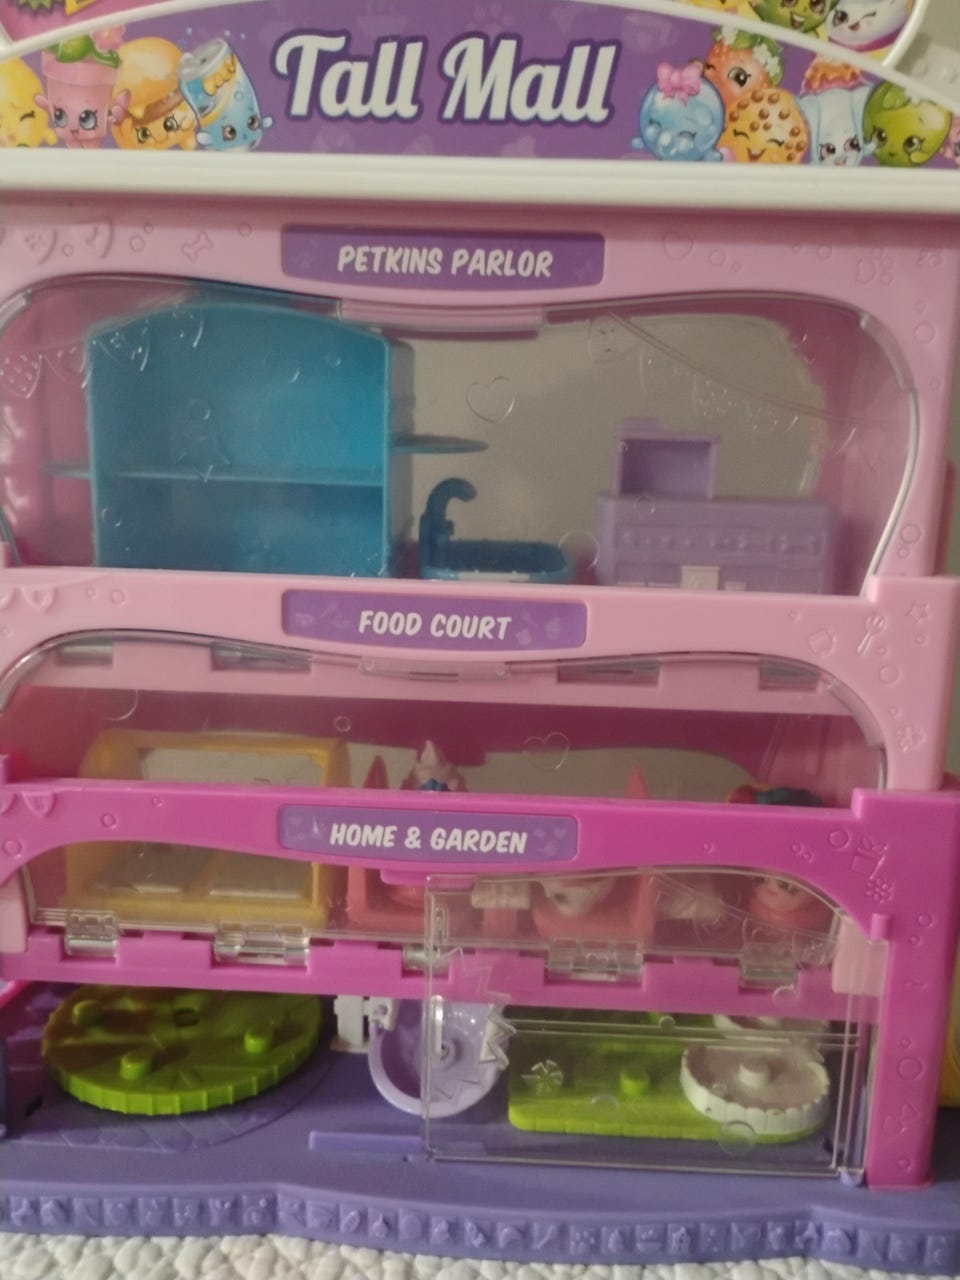 Tall Mall
PETKINS PARLOR
FOOD COURT
HOME & GARDEN